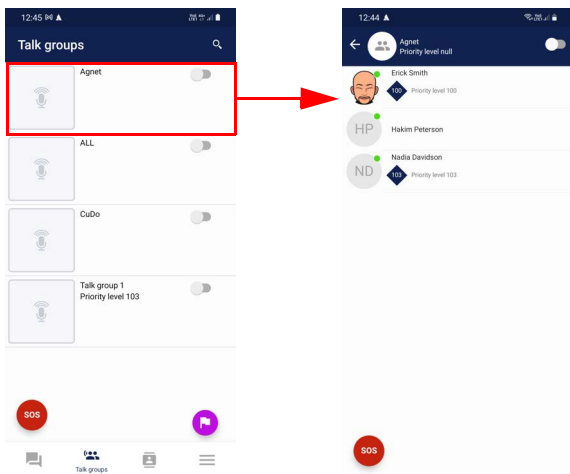 12:45
Talk groups
Agnet
ALL
CuDo
Talk group 1
Priority level 103
SOS
Talk groups
12:44
Agnet
Priority level null
Erick Smith
100 Priority level 100
HP Hakim Peterson
Nadia Davidson
ND
103 Priority level 103
SOS